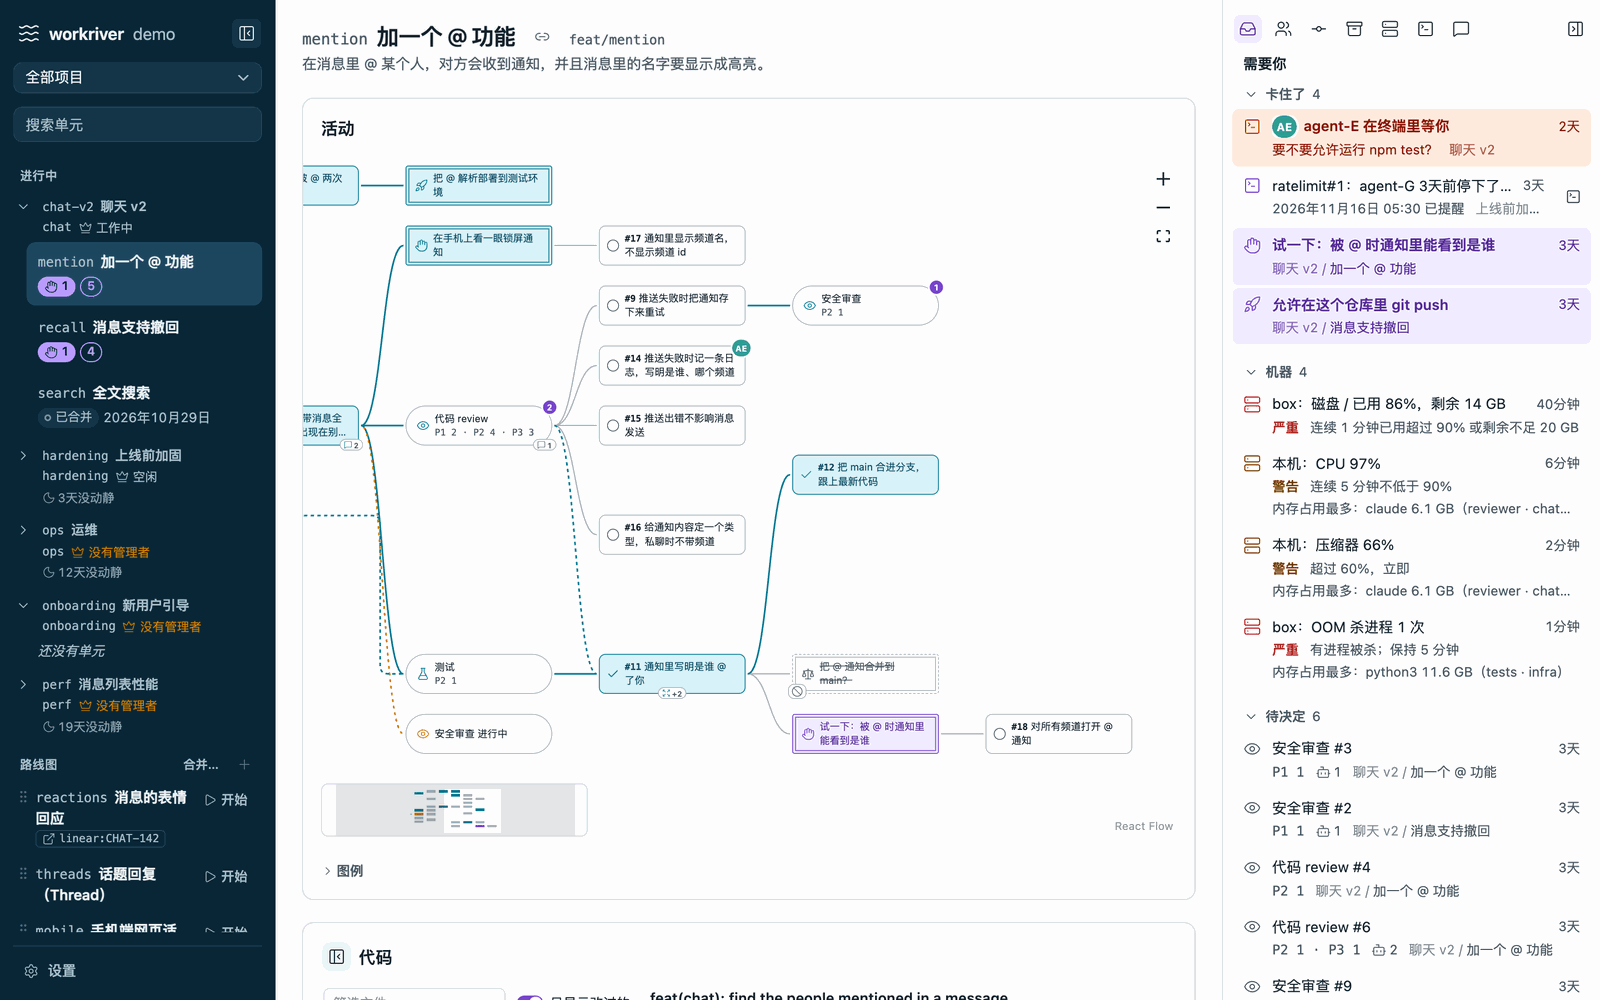 workriver demo
全部项目
搜索单元
进行中
chat-v2 聊天 v2
chat 工作中
mention 加一个 @ 功能
1 5
recall 消息支持撤回
1 4
search 全文搜索
已合并 2026年10月29日
hardening 上线前加固
hardening 空闲
3天没动静
ops 运维
ops 没有管理者
12天没动静
onboarding 新用户引导
onboarding 没有管理者
还没有单元
perf 消息列表性能
perf 没有管理者
19天没动静
路线图 合并...
reactions 消息的表情回应
开始
linear:CHAT-142
threads 话题回复（Thread）
开始
mobile 手机端网页适
开始
设置
mention 加一个 @ 功能 feat/mention
在消息里 @ 某个人，对方会收到通知，并且消息里的名字要显示成高亮。
活动
@ 两次
把 @ 解析部署到测试环境
在手机上看一眼锁屏通知
#17 通知里显示频道名，不显示频道 id
#9 推送失败时把通知存下来重试
安全审查
P2 1
1
#14 推送失败时记一条日志，写明是谁、哪个频道
AE
带消息全
出现在别...
2
代码 review
P1 2 · P2 4 · P3 3
2
1
#15 推送出错不影响消息发送
#12 把 main 合进分支，跟上最新代码
#16 给通知内容定一个类型，私聊时不带频道
测试
P2 1
#11 通知里写明是谁 @ 了你
+2
把 @ 通知合并到 main？
安全审查 进行中
试一下：被 @ 时通知里能看到是谁
#18 对所有频道打开 @ 通知
React Flow
图例
代码
筛选文件
只显示改过的
feat(chat): find the people mentioned in a message
需要你
卡住了 4
AE agent-E 在终端里等你 2天
要不要允许运行 npm test? 聊天 v2
ratelimit#1：agent-G 3天前停下了... 3天
2026年11月16日 05:30 已提醒 上线前加...
试一下：被 @ 时通知里能看到是谁 3天
聊天 v2 / 加一个 @ 功能
允许在这个仓库里 git push 3天
聊天 v2 / 消息支持撤回
机器 4
box：磁盘 / 已用 86%，剩余 14 GB 40分钟
严重 连续 1 分钟已用超过 90% 或剩余不足 20 GB
本机：CPU 97% 6分钟
警告 连续 5 分钟不低于 90%
内存占用最多：claude 6.1 GB（reviewer · chat...
本机：压缩器 66% 2分钟
警告 超过 60%，立即
内存占用最多：claude 6.1 GB（reviewer · chat...
box：OOM 杀进程 1 次 1分钟
严重 有进程被杀；保持 5 分钟
内存占用最多：python3 11.6 GB（tests · infra）
待决定 6
安全审查 #3 3天
P1 1 1 聊天 v2 / 加一个 @ 功能
安全审查 #2 3天
P1 1 1 聊天 v2 / 消息支持撤回
代码 review #4 3天
P2 1 聊天 v2 / 加一个 @ 功能
代码 review #6 3天
P2 1 · P3 1 2 聊天 v2 / 加一个 @ 功能
安全审查 #9 3天